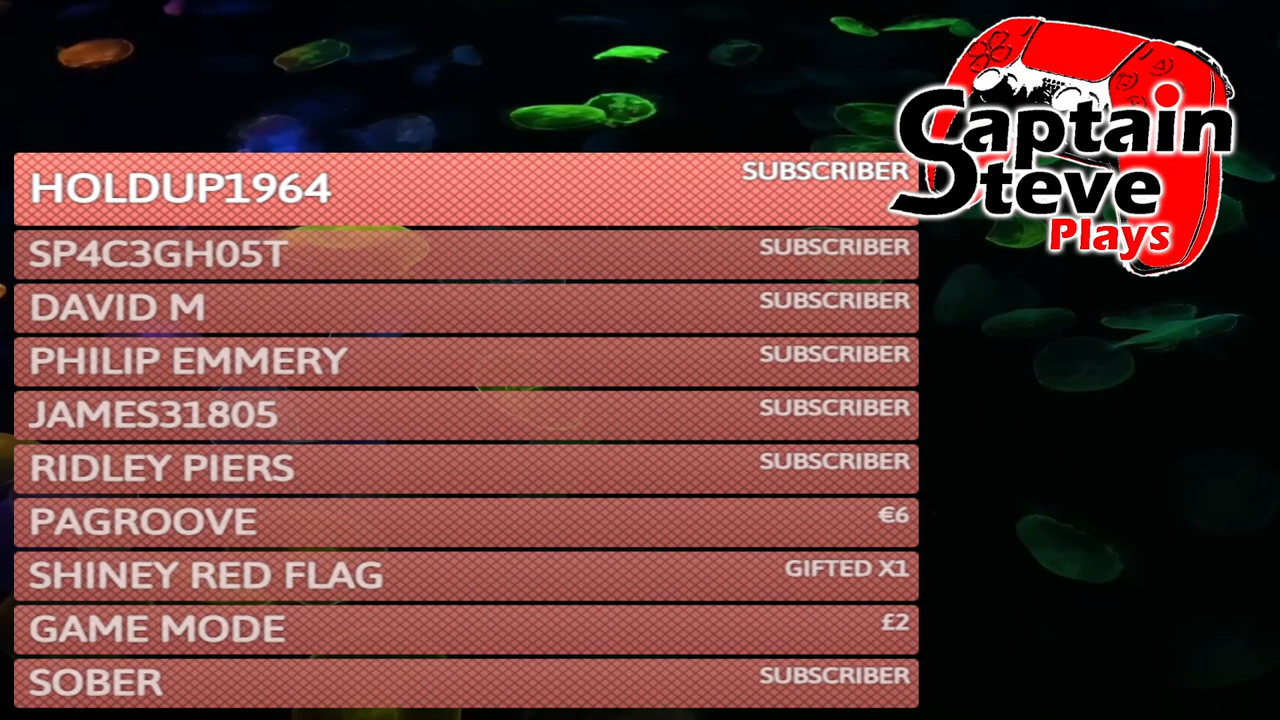 Captain
Steve
Plays
HOLDUP1964 SUBSCRIBER
SP4C3GH05T SUBSCRIBER
DAVID M SUBSCRIBER
PHILIP EMMERY SUBSCRIBER
JAMES31805 SUBSCRIBER
RIDLEY PIERS SUBSCRIBER
PAGROOVE €6
SHINEY RED FLAG GIFTED X1
GAME MODE £2
SOBER SUBSCRIBER